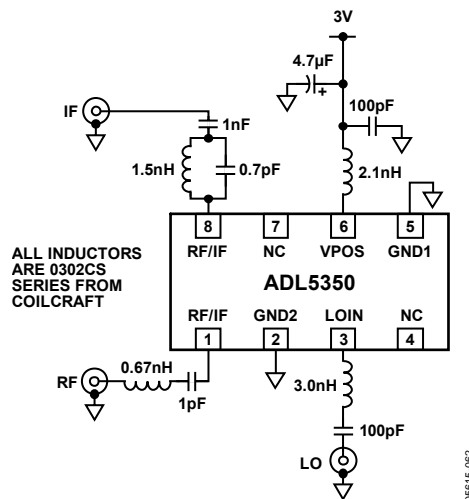 3V
4.7µF
+
100pF
IF
1nF
1.5nH
0.7pF
2.1nH
8
7
6
5
RF/IF
NC
VPOS
GND1
ALL INDUCTORS
ARE 0302CS
SERIES FROM
COILCRAFT
ADL5350
RF/IF
GND2
LOIN
NC
1
2
3
4
RF
0.67nH
1pF
3.0nH
100pF
LO
05615-062